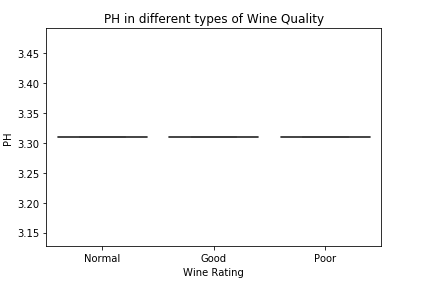 PH in different types of Wine Quality
3.45
3.40
3.35
3.30
3.25
3.20
3.15
PH
Normal Good Poor
Wine Rating